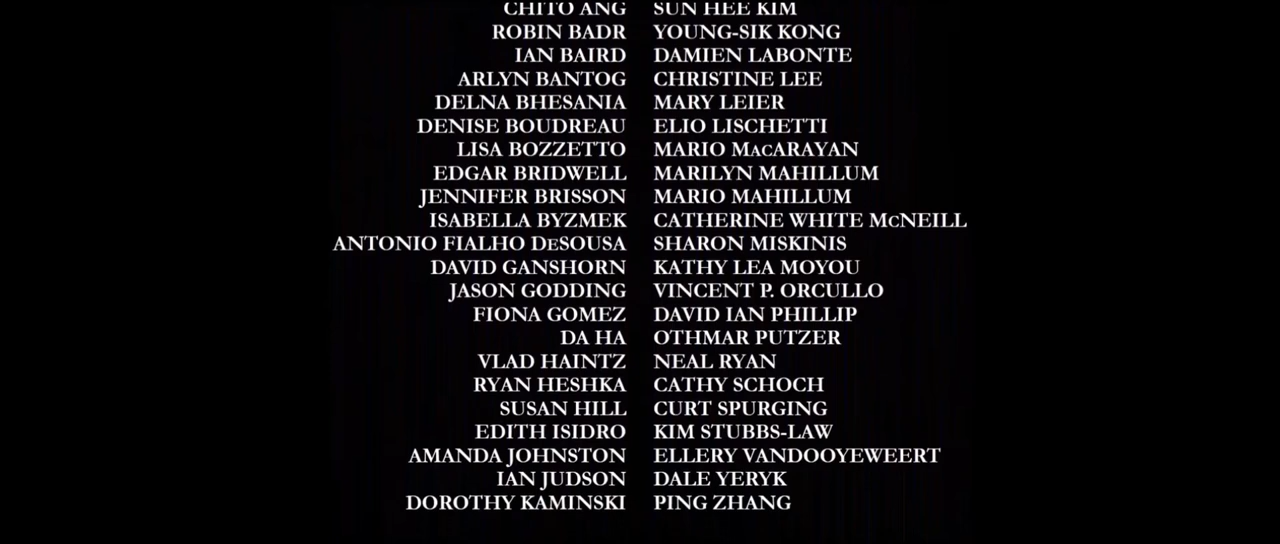 CHITO ANG SUN HEE KIM
ROBIN BADR YOUNG-SIK KONG
IAN BAIRD DAMIEN LABONTE
ARLYN BANTOG CHRISTINE LEE
DELNA BHESANIA MARY LEIER
DENISE BOUDREAU ELIO LISCHETTI
LISA BOZZETTO MARIO MACARAYAN
EDGAR BRIDWELL MARILYN MAHILLUM
JENNIFER BRISSON MARIO MAHILLUM
ISABELLA BYZMEK CATHERINE WHITE McNEILL
ANTONIO FIALHO DeSOUSA SHARON MISKINIS
DAVID GANSHORN KATHY LEA MOYOU
JASON GODDING VINCENT P. ORCULLO
FIONA GOMEZ DAVID IAN PHILLIP
DA HA OTHMAR PUTZER
VLAD HAINTZ NEAL RYAN
RYAN HESHKA CATHY SCHOCH
SUSAN HILL CURT SPURGING
EDITH ISIDRO KIM STUBBS-LAW
AMANDA JOHNSTON ELLERY VANDOOYEWEERT
IAN JUDSON DALE YERYK
DOROTHY KAMINSKI PING ZHANG